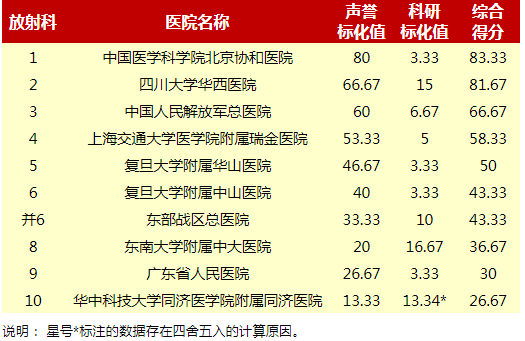 放射科 医院名称 声誉标化值 科研标化值 综合得分
1 中国医学科学院北京协和医院 80 3.33 83.33
2 四川大学华西医院 66.67 15 81.67
3 中国人民解放军总医院 60 6.67 66.67
4 上海交通大学医学院附属瑞金医院 53.33 5 58.33
5 复旦大学附属华山医院 46.67 3.33 50
6 复旦大学附属中山医院 40 3.33 43.33
并6 东部战区总医院 33.33 10 43.33
8 东南大学附属中大医院 20 16.67 36.67
9 广东省人民医院 26.67 3.33 30
10 华中科技大学同济医学院附属同济医院 13.33 13.34* 26.67
说明： 星号*标注的数据存在四舍五入的计算原因。